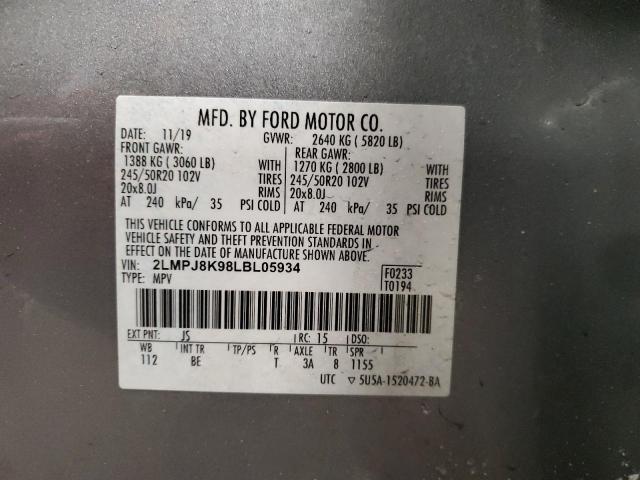 MFD. BY FORD MOTOR CO.
DATE: 11/19 GVWR: 2640 KG ( 5820 LB)
FRONT GAWR: REAR GAWR:
1388 KG ( 3060 LB) WITH 1270 KG ( 2800 LB) WITH
245/50R20 102V TIRES 245/50R20 102V TIRES
20x8.0J RIMS 20x8.0J RIMS
AT 240 kPa/ 35 PSI COLD AT 240 kPa/ 35 PSI COLD
THIS VEHICLE CONFORMS TO ALL APPLICABLE FEDERAL MOTOR
VEHICLE SAFETY AND THEFT PREVENTION STANDARDS IN
EFFECT ON THE DATE OF MANUFACTURE SHOWN ABOVE.
VIN: 2LMPJ8K98LBL05934 F0233
TYPE: MPV T0194
EXT PNT: JS RC: 15 DSO:
WB INT TR TP/PS R AXLE TR SPR
112 BE T 3A 8 1155
UTC ▽ 5U5A-1520472-BA